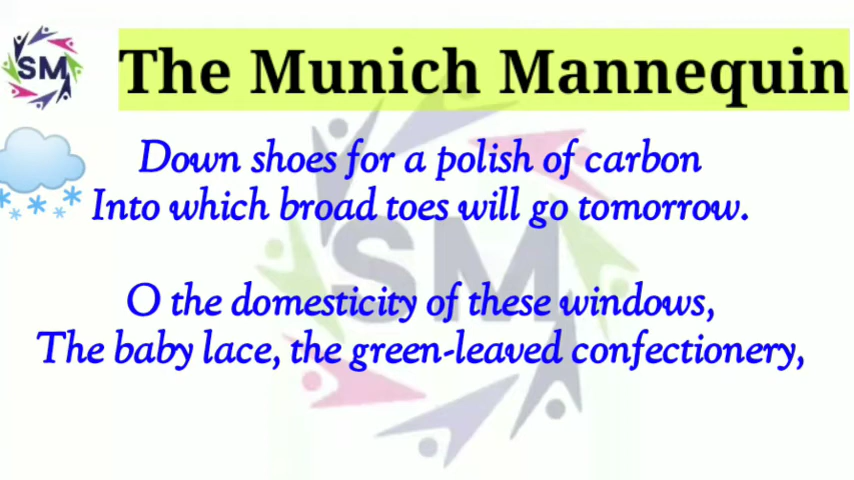 SM
The Munich Mannequin
Down shoes for a polish of carbon
Into which broad toes will go tomorrow.
O the domesticity of these windows,
The baby lace, the green-leaved confectionery,
SM